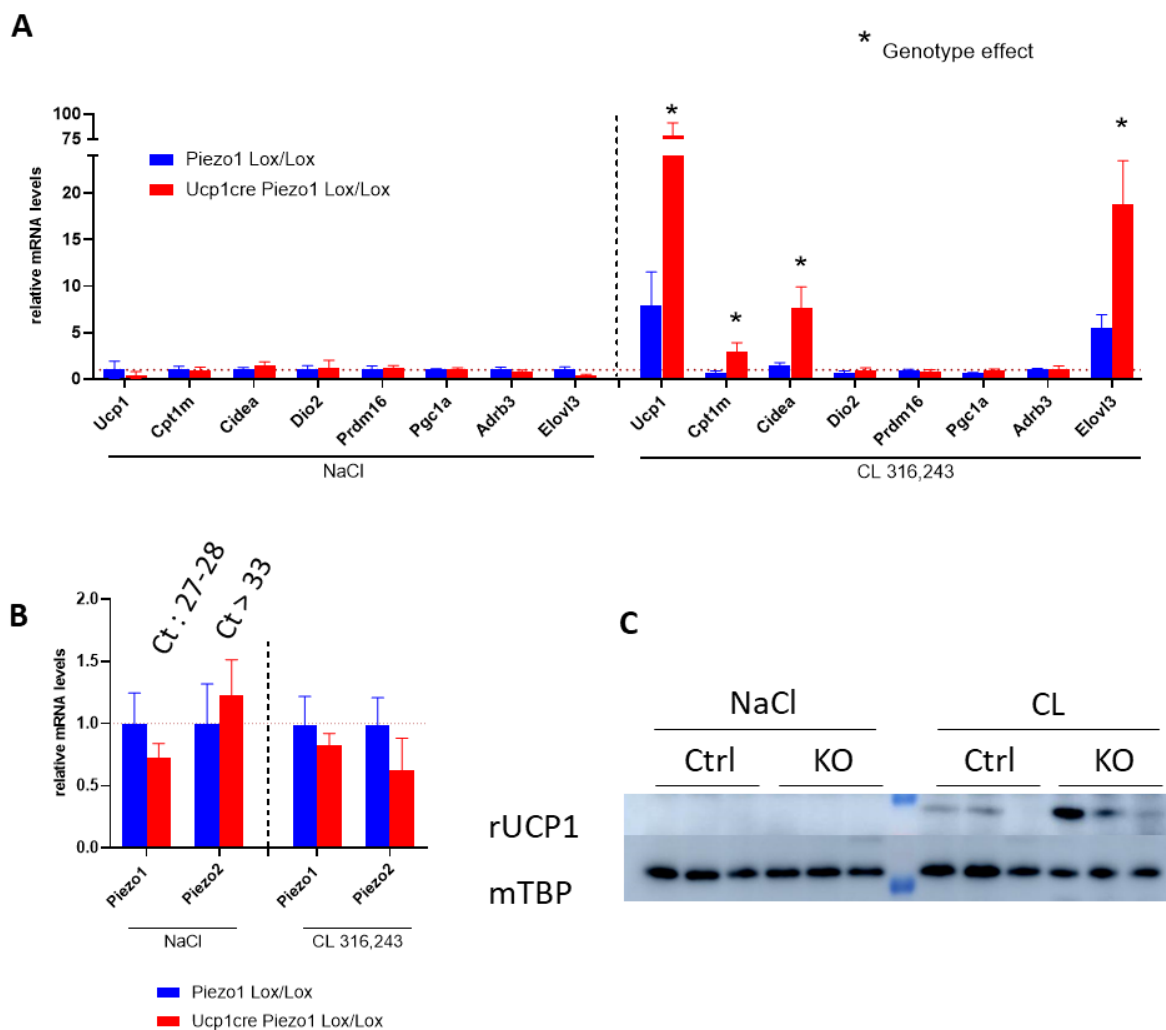 A
* Genotype effect
relative mRNA levels
100
75
20
15
10
5
0
Piezo1 Lox/Lox
Ucp1cre Piezo1 Lox/Lox
* * * *
Ucp1 Cpt1m Cidea Dio2 Prdm16 Pgc1a Adrb3 Elovl3
Ucp1 Cpt1m Cidea Dio2 Prdm16 Pgc1a Adrb3 Elovl3
NaCl CL 316,243
B
Ct : 27-28
Ct > 33
relative mRNA levels
2.0
1.5
1.0
0.5
0.0
Piezo1 Piezo2 Piezo1 Piezo2
NaCl CL 316,243
Piezo1 Lox/Lox
Ucp1cre Piezo1 Lox/Lox
C
NaCl CL
Ctrl KO Ctrl KO
rUCP1
mTBP